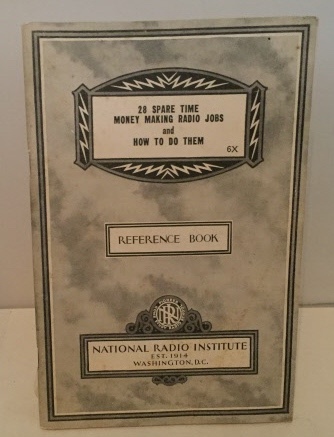 28 SPARE TIME
MONEY MAKING RADIO JOBS
and
HOW TO DO THEM
6X
REFERENCE BOOK
NRI
NATIONAL RADIO INSTITUTE
EST. 1914
WASHINGTON, D.C.